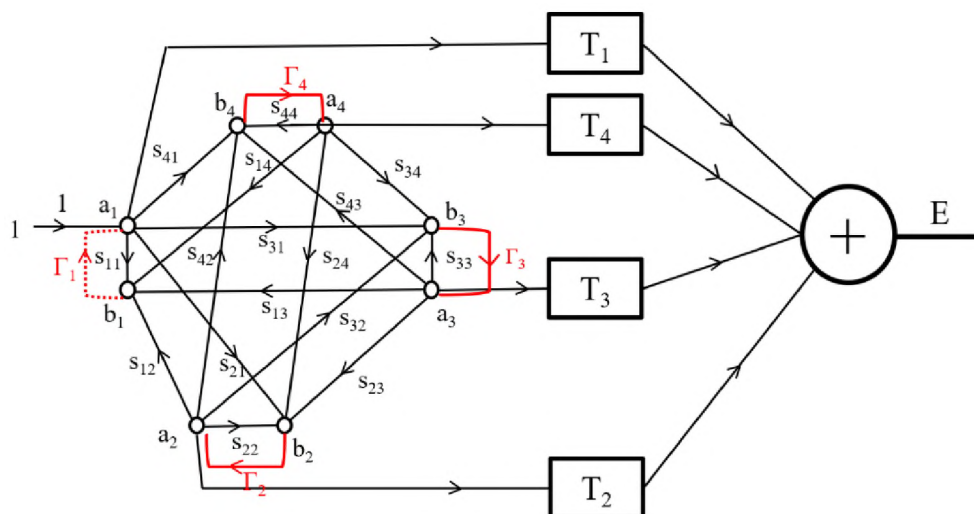 T₁
Γ₄
b₄
a₄
s₄₄
T₄
s₄₁
s₁₄
s₃₄
1
1
a₁
s₄₃
b₃
E
+
Γ₁
s₁₁
s₄₂
s₃₁
s₂₄
s₃₃
Γ₃
b₁
s₁₃
a₃
T₃
s₃₂
s₁₂
s₂₁
s₂₃
a₂
s₂₂
b₂
Γ₂
T₂